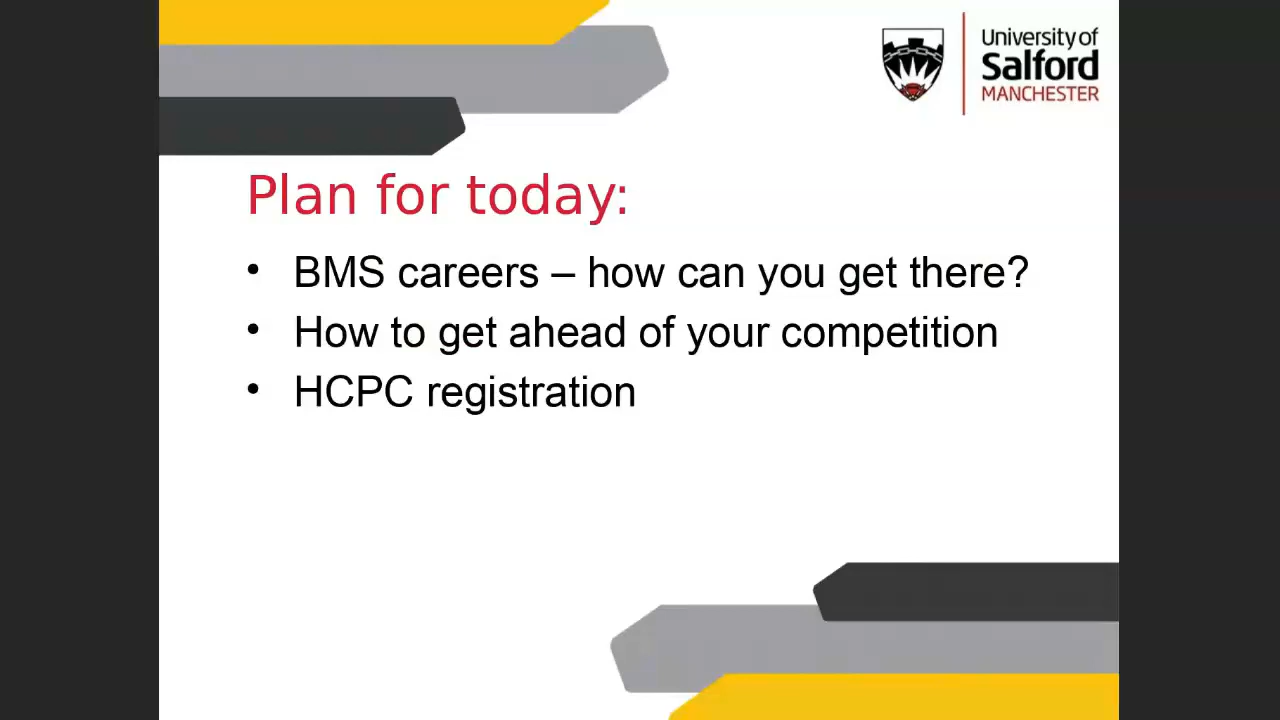 University of
Salford
MANCHESTER
Plan for today:
• BMS careers – how can you get there?
• How to get ahead of your competition
• HCPC registration